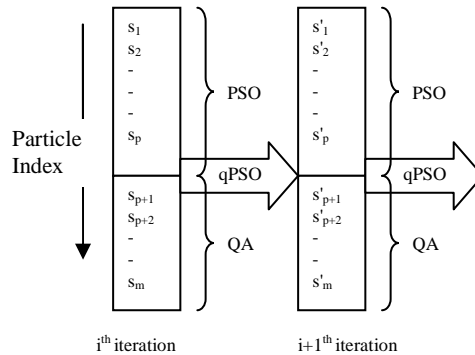 s1
s2
-
-
-
sp
sp+1
sp+2
-
-
sm
PSO
qPSO
QA
s'1
s'2
-
-
-
s'p
s'p+1
s'p+2
-
-
s'm
PSO
qPSO
QA
Particle
Index
ith iteration
i+1th iteration